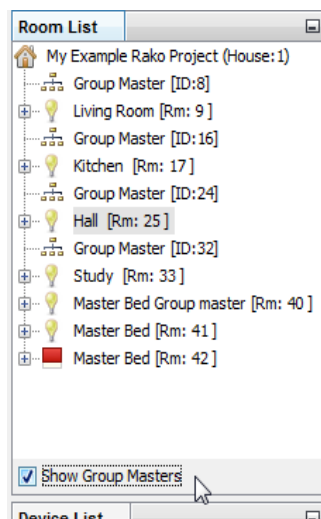 Room List
My Example Rako Project (House:1)
Group Master [ID:8]
Living Room [Rm: 9 ]
Group Master [ID:16]
Kitchen [Rm: 17 ]
Group Master [ID:24]
Hall [Rm: 25 ]
Group Master [ID:32]
Study [Rm: 33 ]
Master Bed Group master [Rm: 40 ]
Master Bed [Rm: 41 ]
Master Bed [Rm: 42 ]
Show Group Masters
Device List